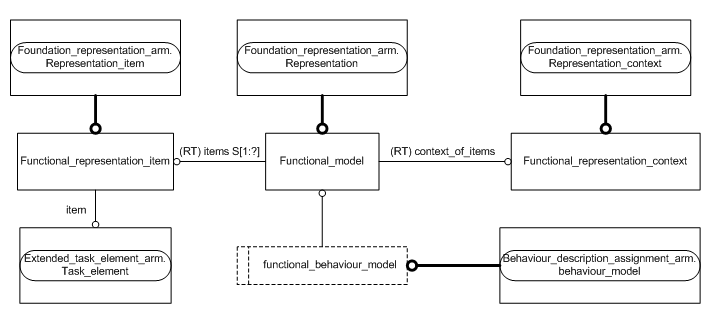 Foundation_representation_arm.
Representation_item
Foundation_representation_arm.
Representation
Foundation_representation_arm.
Representation_context
Functional_representation_item
(RT) items S[1:?]
Functional_model
(RT) context_of_items
Functional_representation_context
item
Extended_task_element_arm.
Task_element
functional_behaviour_model
Behaviour_description_assignment_arm.
behaviour_model